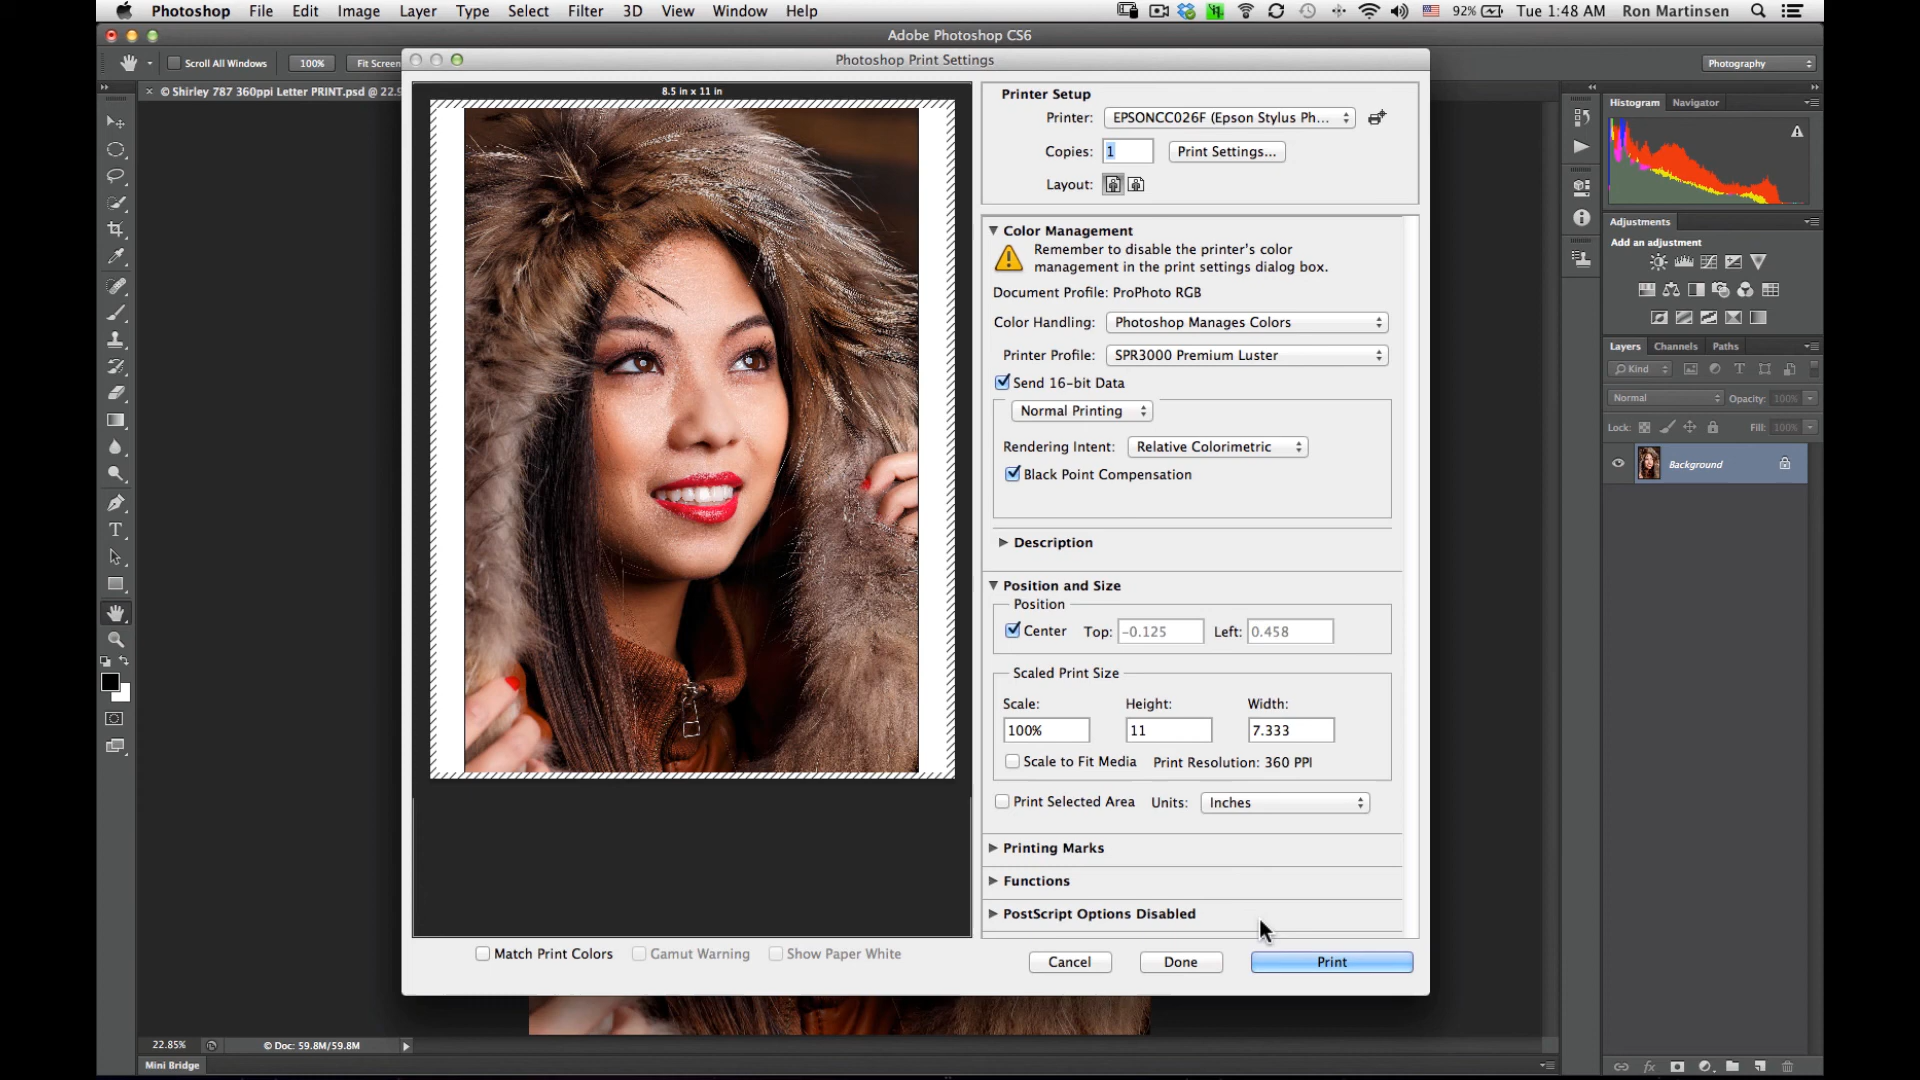 Photoshop File Edit Image Layer Type Select Filter 3D View Window Help 92% Tue 1:48 AM Ron Martinsen
Adobe Photoshop CS6
Scroll All Windows 100% Fit Screen Photography
Photoshop Print Settings
× © Shirley 787 360ppi Letter PRINT.psd @ 22.9
8.5 in x 11 in
Printer Setup
Printer: EPSONCC026F (Epson Stylus Ph...
Copies: 1 Print Settings...
Layout:
Color Management
Remember to disable the printer's color
management in the print settings dialog box.
Document Profile: ProPhoto RGB
Color Handling: Photoshop Manages Colors
Printer Profile: SPR3000 Premium Luster
Send 16-bit Data
Normal Printing
Rendering Intent: Relative Colorimetric
Black Point Compensation
Description
Position and Size
Position
Center Top: -0.125 Left: 0.458
Scaled Print Size
Scale: Height: Width:
100% 11 7.333
Scale to Fit Media Print Resolution: 360 PPI
Print Selected Area Units: Inches
Printing Marks
Functions
PostScript Options Disabled
Match Print Colors Gamut Warning Show Paper White
Cancel Done Print
Histogram Navigator
Adjustments
Add an adjustment
Layers Channels Paths
Kind
Normal Opacity: 100%
Lock: Fill: 100%
Background
22.85% © Doc: 59.8M/59.8M
Mini Bridge